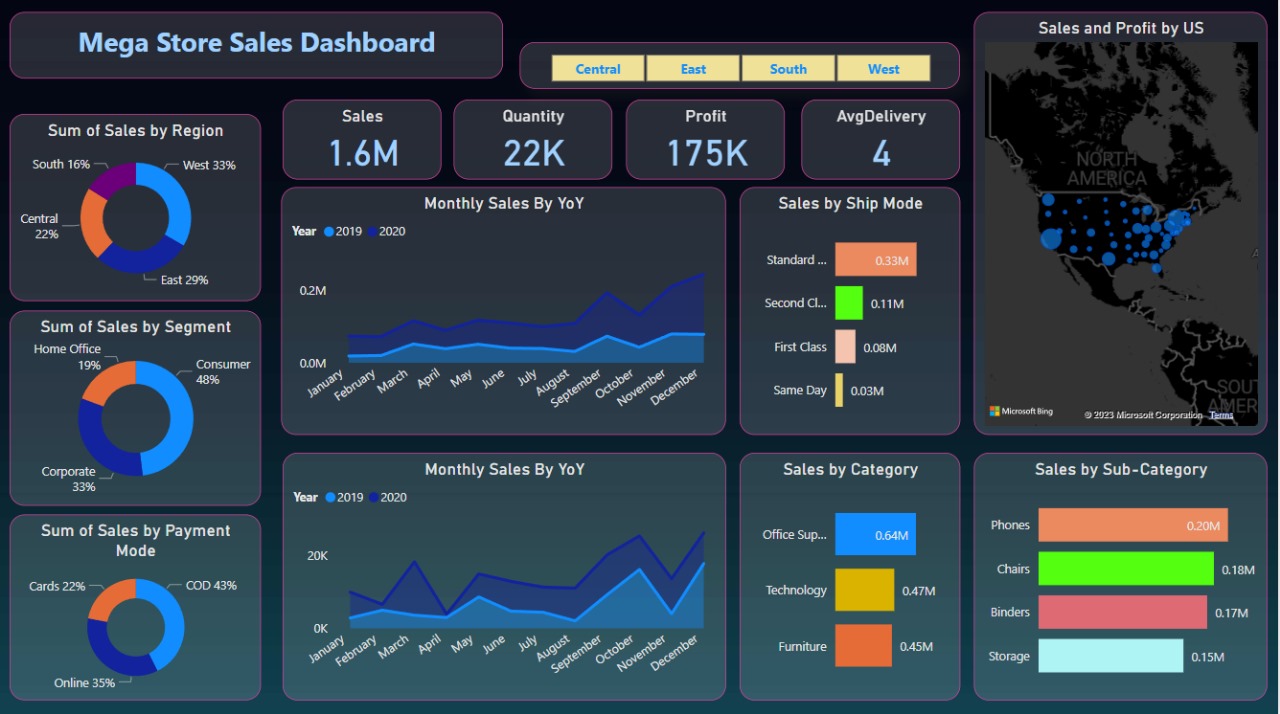 Mega Store Sales Dashboard
Central
East
South
West
Sales
1.6M
Quantity
22K
Profit
175K
AvgDelivery
4
Sum of Sales by Region
South 16%
West 33%
Central
22%
East 29%
Sum of Sales by Segment
Home Office
19%
Consumer
48%
Corporate
33%
Sum of Sales by Payment
Mode
Cards 22%
COD 43%
Online 35%
Monthly Sales By YoY
Year 2019 2020
0.2M
0.0M
January
February
March
April
May
June
July
August
September
October
November
December
Monthly Sales By YoY
Year 2019 2020
20K
0K
January
February
March
April
May
June
July
August
September
October
November
December
Sales by Ship Mode
Standard ... 0.33M
Second Cl... 0.11M
First Class 0.08M
Same Day 0.03M
Sales by Category
Office Sup... 0.64M
Technology 0.47M
Furniture 0.45M
Sales and Profit by US
NORTH
AMERICA
A
SOUT
AMER
Microsoft Bing
© 2023 Microsoft Corporation Terms
Sales by Sub-Category
Phones 0.20M
Chairs 0.18M
Binders 0.17M
Storage 0.15M